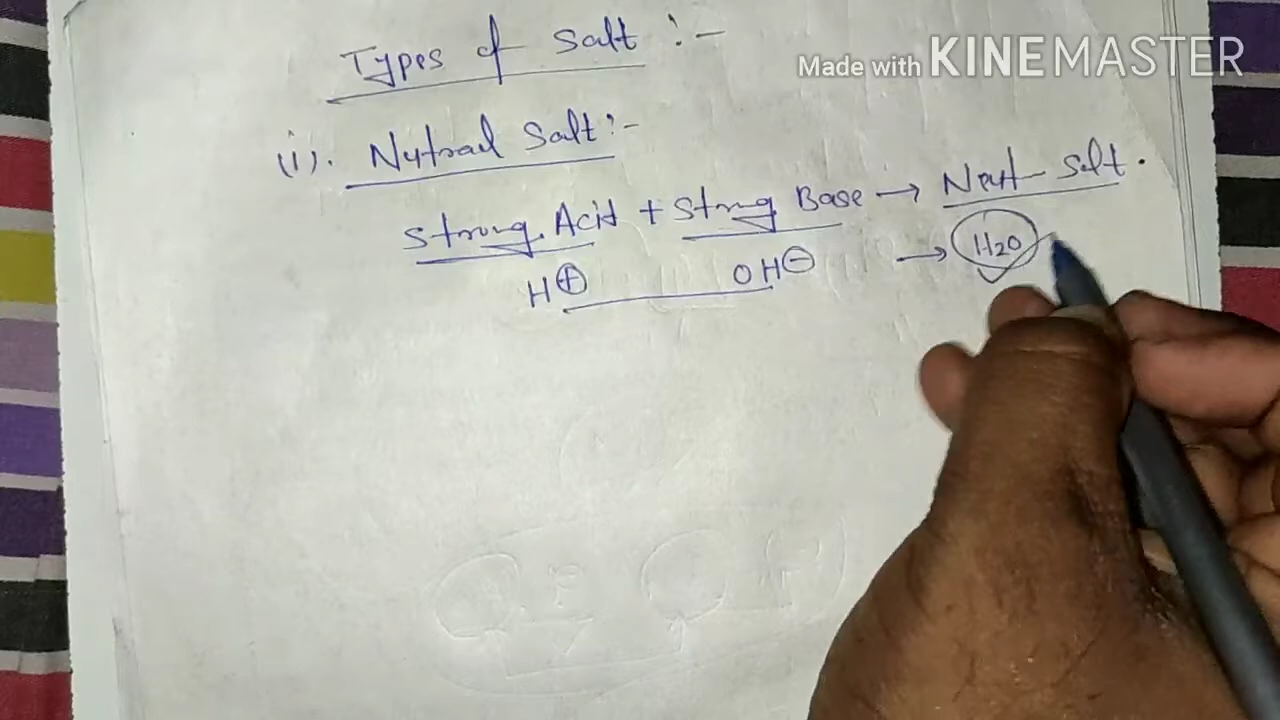 Types of Salt :-
Made with KINEMASTER
(i). Nutral Salt :-
Strong Acid + Strong Base → Neut Salt.
H⊕ OH⊖ → H₂O